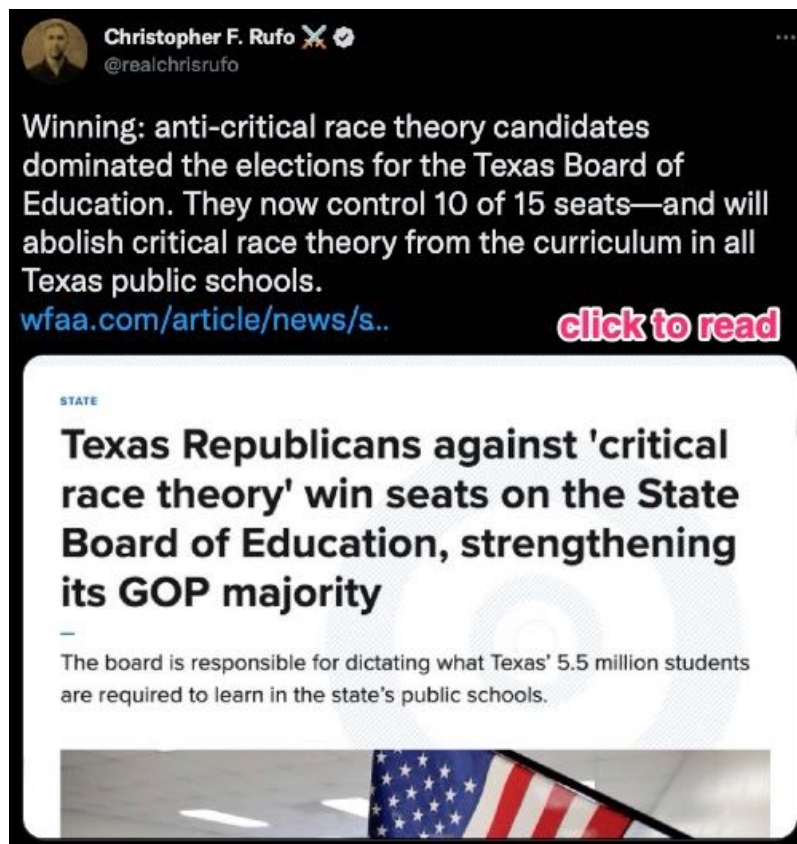 Christopher F. Rufo
@realchrisrufo
Winning: anti-critical race theory candidates
dominated the elections for the Texas Board of
Education. They now control 10 of 15 seats—and will
abolish critical race theory from the curriculum in all
Texas public schools.
wfaa.com/article/news/s...
click to read
STATE
Texas Republicans against 'critical
race theory' win seats on the State
Board of Education, strengthening
its GOP majority
The board is responsible for dictating what Texas' 5.5 million students
are required to learn in the state's public schools.